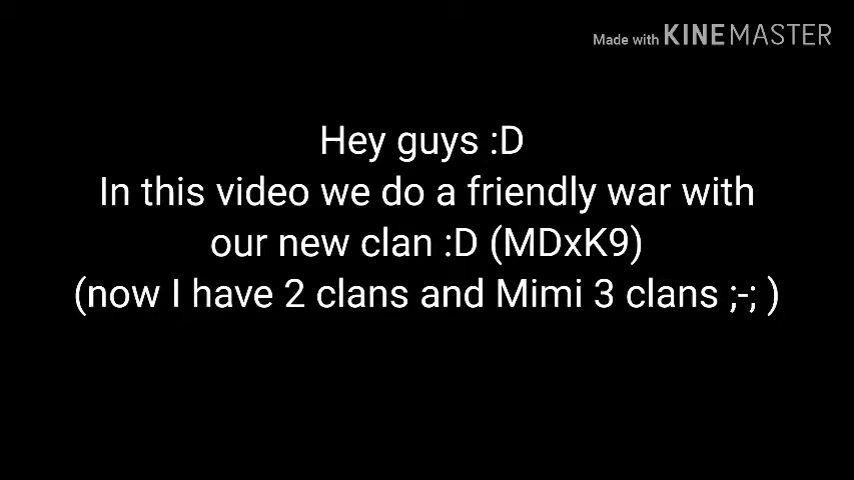 Made with KINEMASTER
Hey guys :D
In this video we do a friendly war with
our new clan :D (MDxK9)
(now I have 2 clans and Mimi 3 clans ;-; )